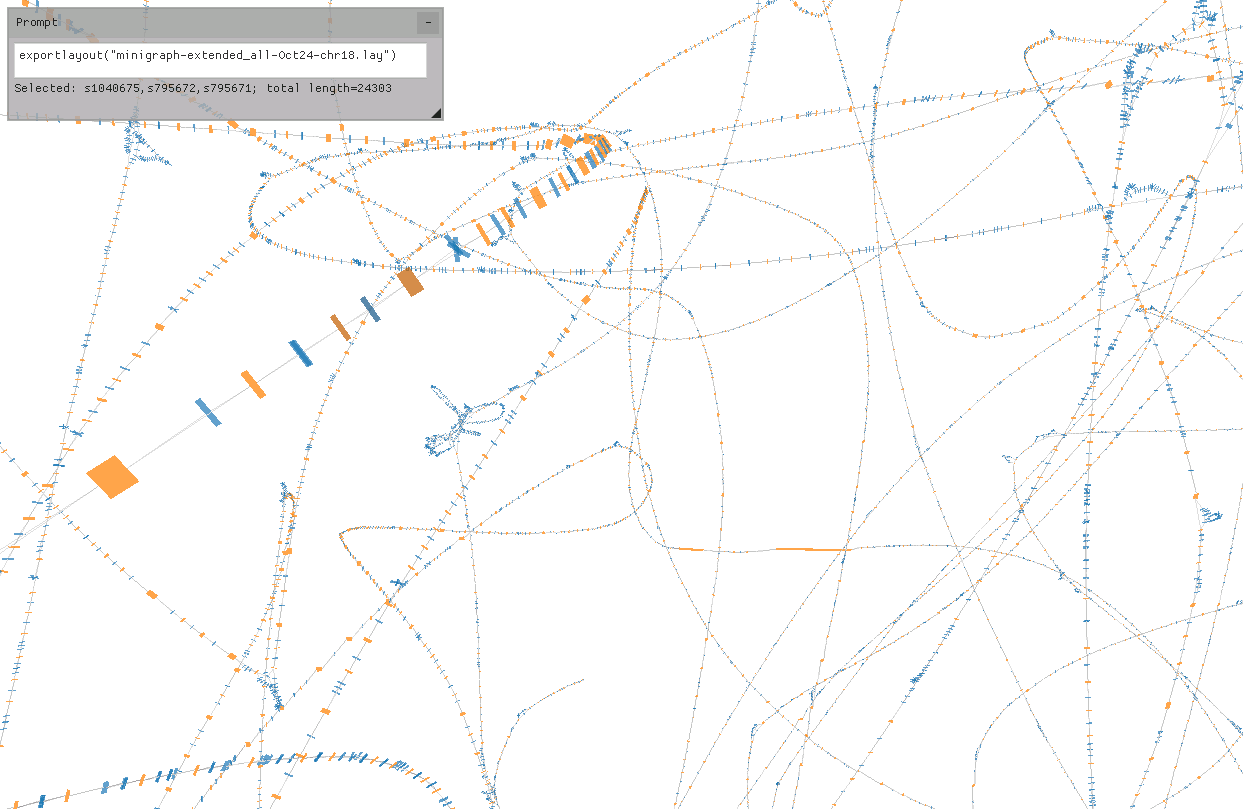 Prompt
-
exportlayout("minigraph-extended_all-Oct24-chr18.lay")
Selected: s1040675,s795672,s795671; total length=24303